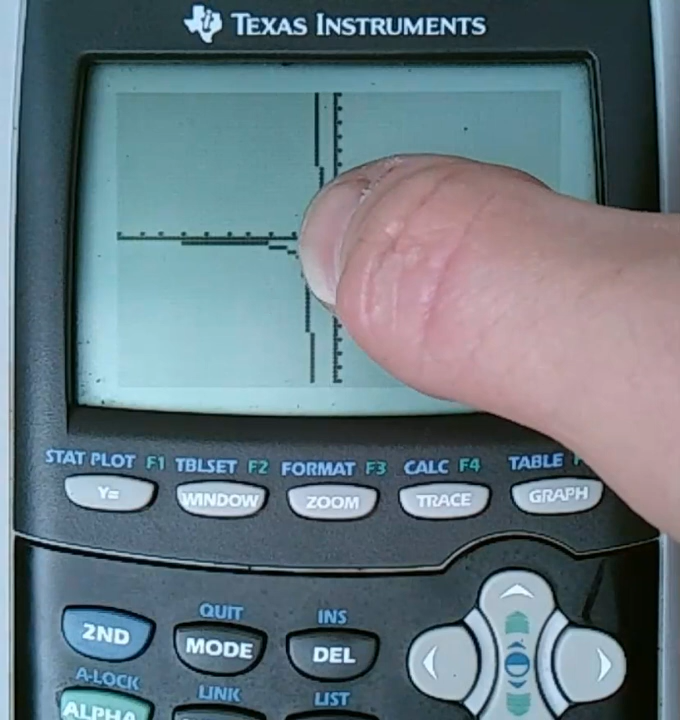 TEXAS INSTRUMENTS
STAT PLOT F1 TBLSET F2 FORMAT F3 CALC F4 TABLE
Y= WINDOW ZOOM TRACE GRAPH
QUIT INS
2ND MODE DEL
A-LOCK LINK LIST
ALPHA